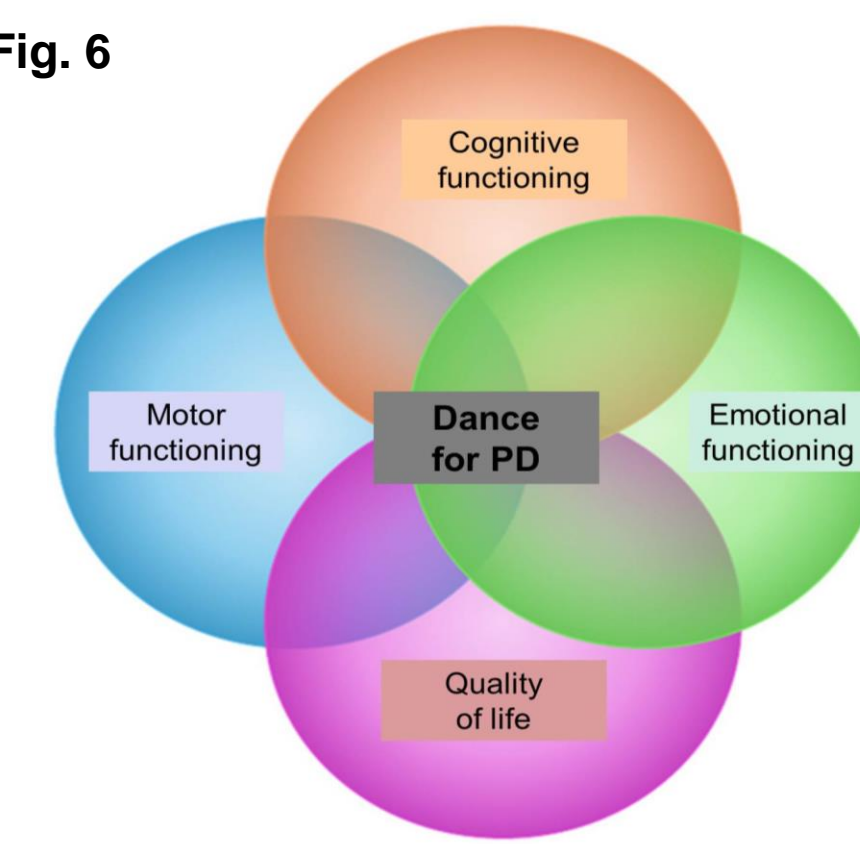 Fig. 6
Cognitive
functioning
Motor
functioning
Dance
for PD
Emotional
functioning
Quality
of life